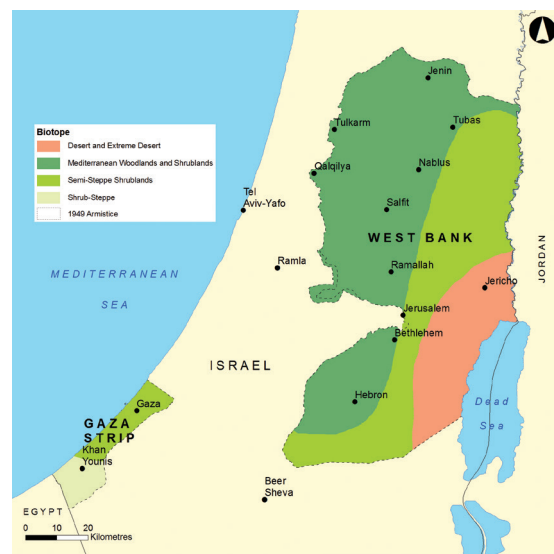 Biotope
Desert and Extreme Desert
Mediterranean Woodlands and Shrublands
Semi-Steppe Shrublands
Shrub-Steppe
1949 Armistice
Jenin
Tulkarm
Tubas
Qalqilya
Nablus
Tel
Aviv-Yafo
Salfit
WEST BANK
MEDITERRANEAN
SEA
Ramla
Ramallah
Jericho
JORDAN
Jerusalem
Bethlehem
ISRAEL
Hebron
Dead
Sea
Gaza
GAZA
STRIP
Khan
Younis
Beer
Sheva
EGYPT
0 10 20
Kilometres